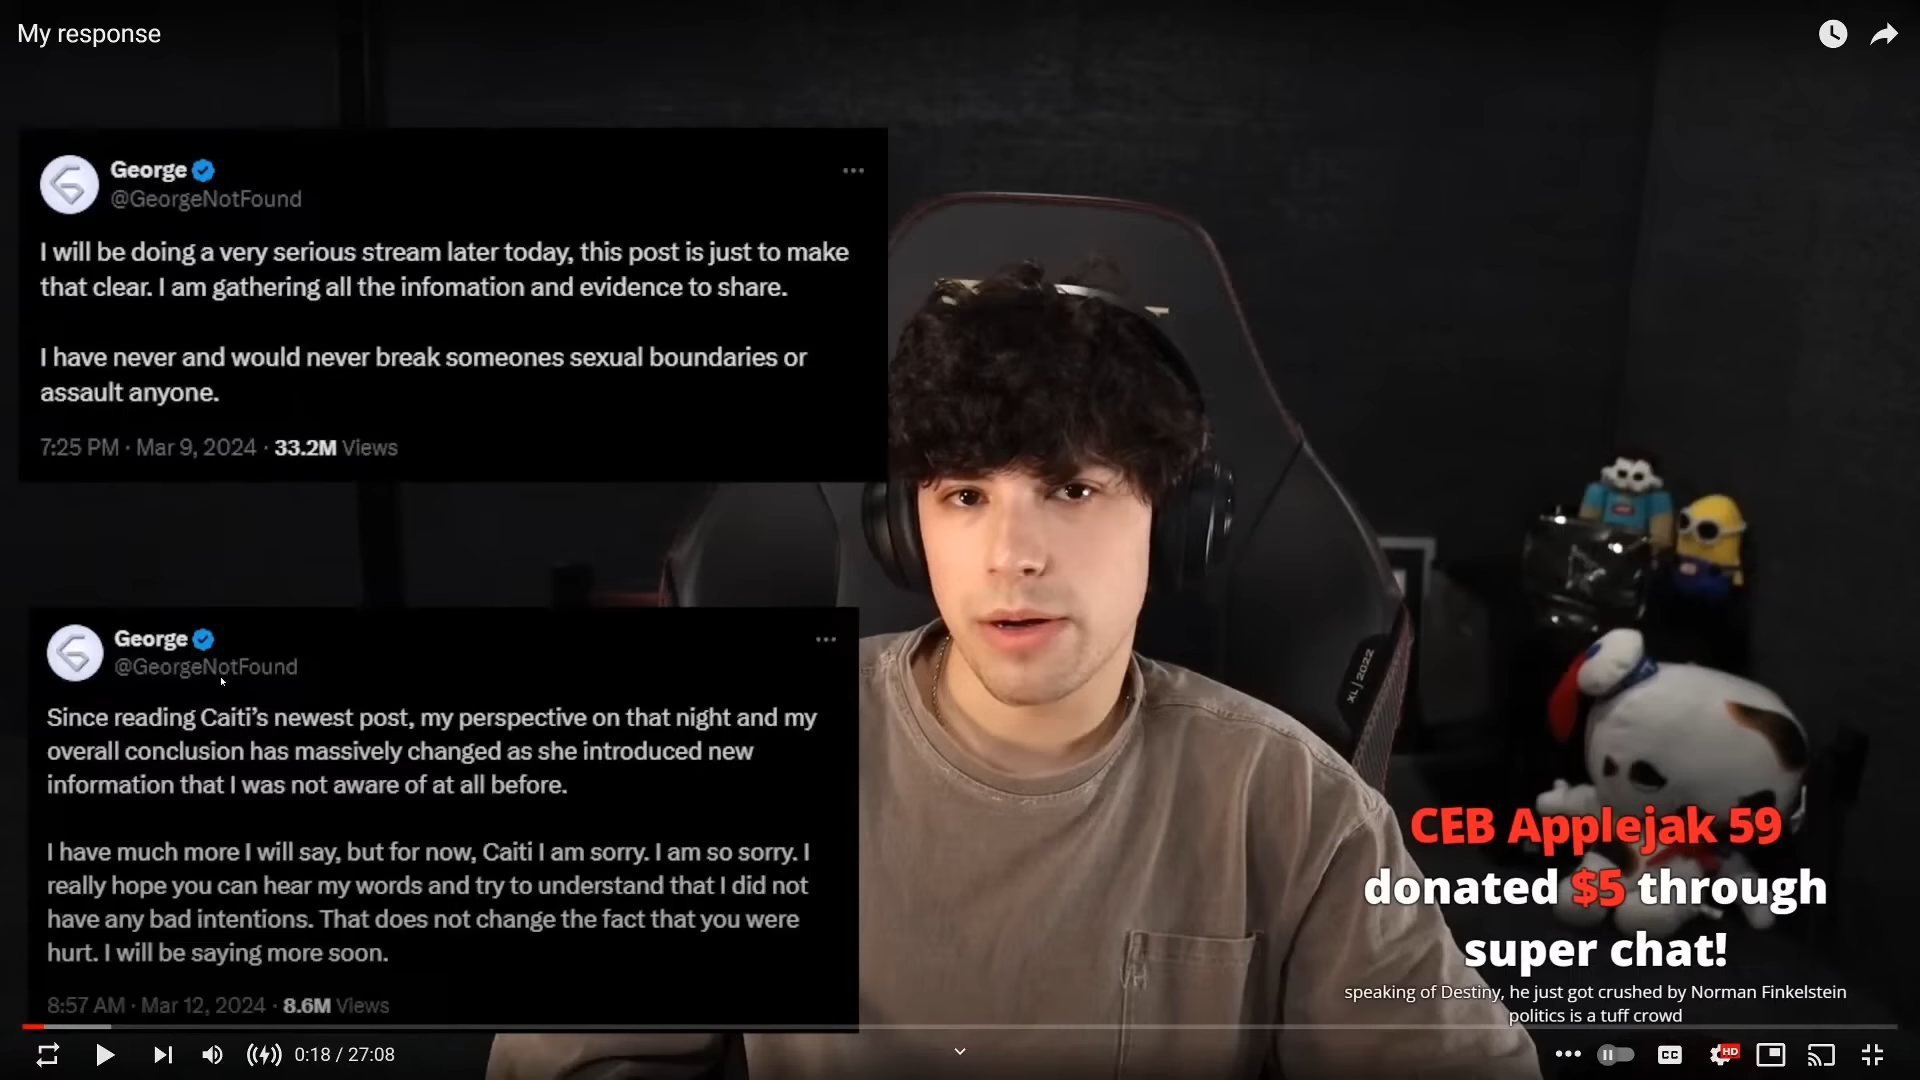 My response
George
@GeorgeNotFound
I will be doing a very serious stream later today, this post is just to make
that clear. I am gathering all the infomation and evidence to share.
I have never and would never break someones sexual boundaries or
assault anyone.
7:25 PM · Mar 9, 2024 · 33.2M Views
George
@GeorgeNotFound
Since reading Caiti's newest post, my perspective on that night and my
overall conclusion has massively changed as she introduced new
information that I was not aware of at all before.
I have much more I will say, but for now, Caiti I am sorry. I am so sorry. I
really hope you can hear my words and try to understand that I did not
have any bad intentions. That does not change the fact that you were
hurt. I will be saying more soon.
8:57 AM · Mar 12, 2024 · 8.6M Views
XL | 2022
CEB Applejak 59
donated $5 through
super chat!
speaking of Destiny, he just got crushed by Norman Finkelstein
politics is a tuff crowd
0:18 / 27:08
CC
HD